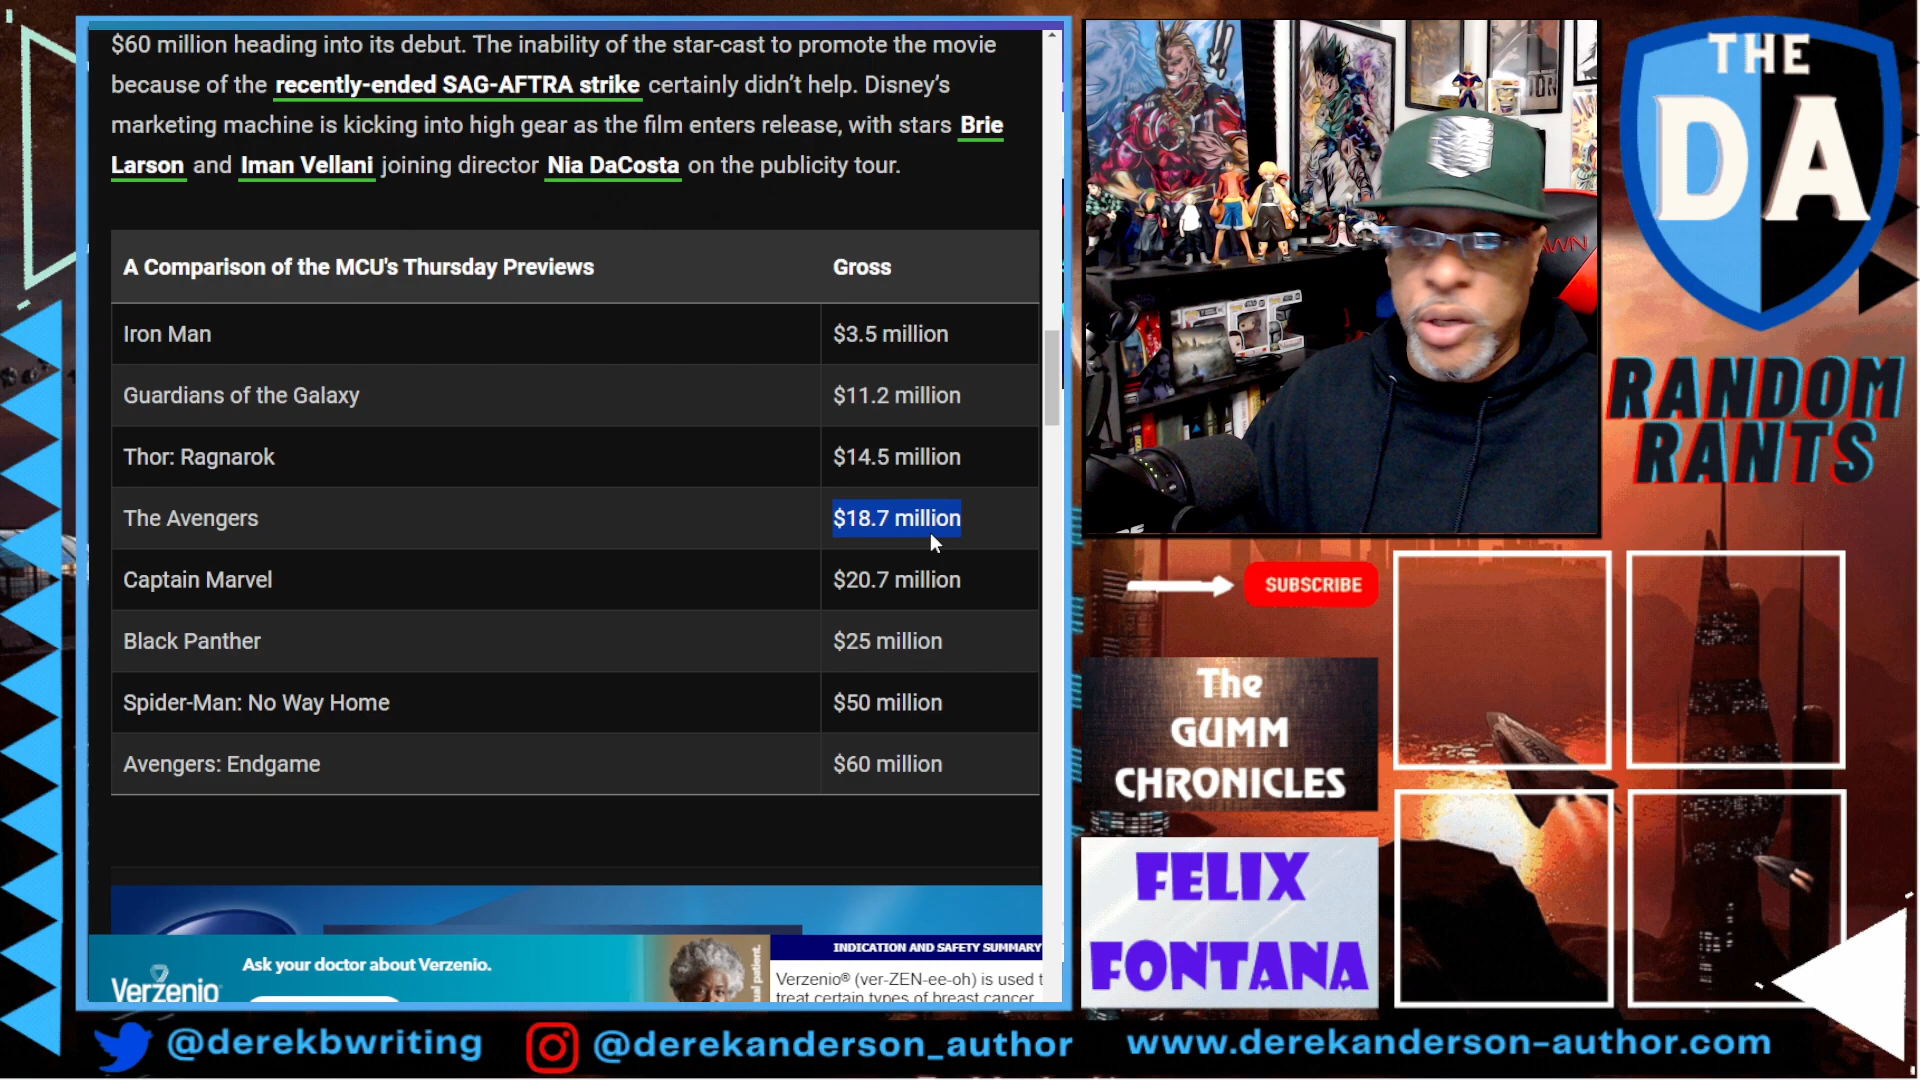 $60 million heading into its debut. The inability of the star-cast to promote the movie
because of the recently-ended SAG-AFTRA strike certainly didn’t help. Disney’s
marketing machine is kicking into high gear as the film enters release, with stars Brie
Larson and Iman Vellani joining director Nia DaCosta on the publicity tour.
A Comparison of the MCU's Thursday Previews Gross
Iron Man $3.5 million
Guardians of the Galaxy $11.2 million
Thor: Ragnarok $14.5 million
The Avengers $18.7 million
Captain Marvel $20.7 million
Black Panther $25 million
Spider-Man: No Way Home $50 million
Avengers: Endgame $60 million
Ask your doctor about Verzenio.
Verzenio
INDICATION AND SAFETY SUMMARY
Verzenio® (ver-ZEN-ee-oh) is used t
treat certain types of breast cancer
THE
DA
RANDOM
RANTS
SUBSCRIBE
The
GUMM
CHRONICLES
FELIX
FONTANA
@derekbwriting
@derekanderson_author
www.derekanderson-author.com